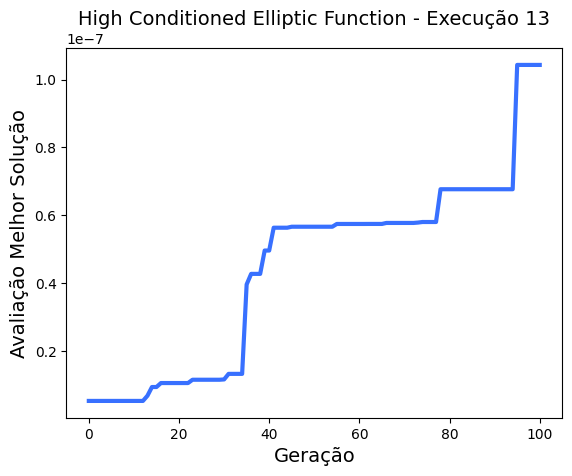 High Conditioned Elliptic Function - Execução 13
1e−7
1.0
0.8
0.6
0.4
0.2
Avaliação Melhor Solução
0 20 40 60 80 100
Geração